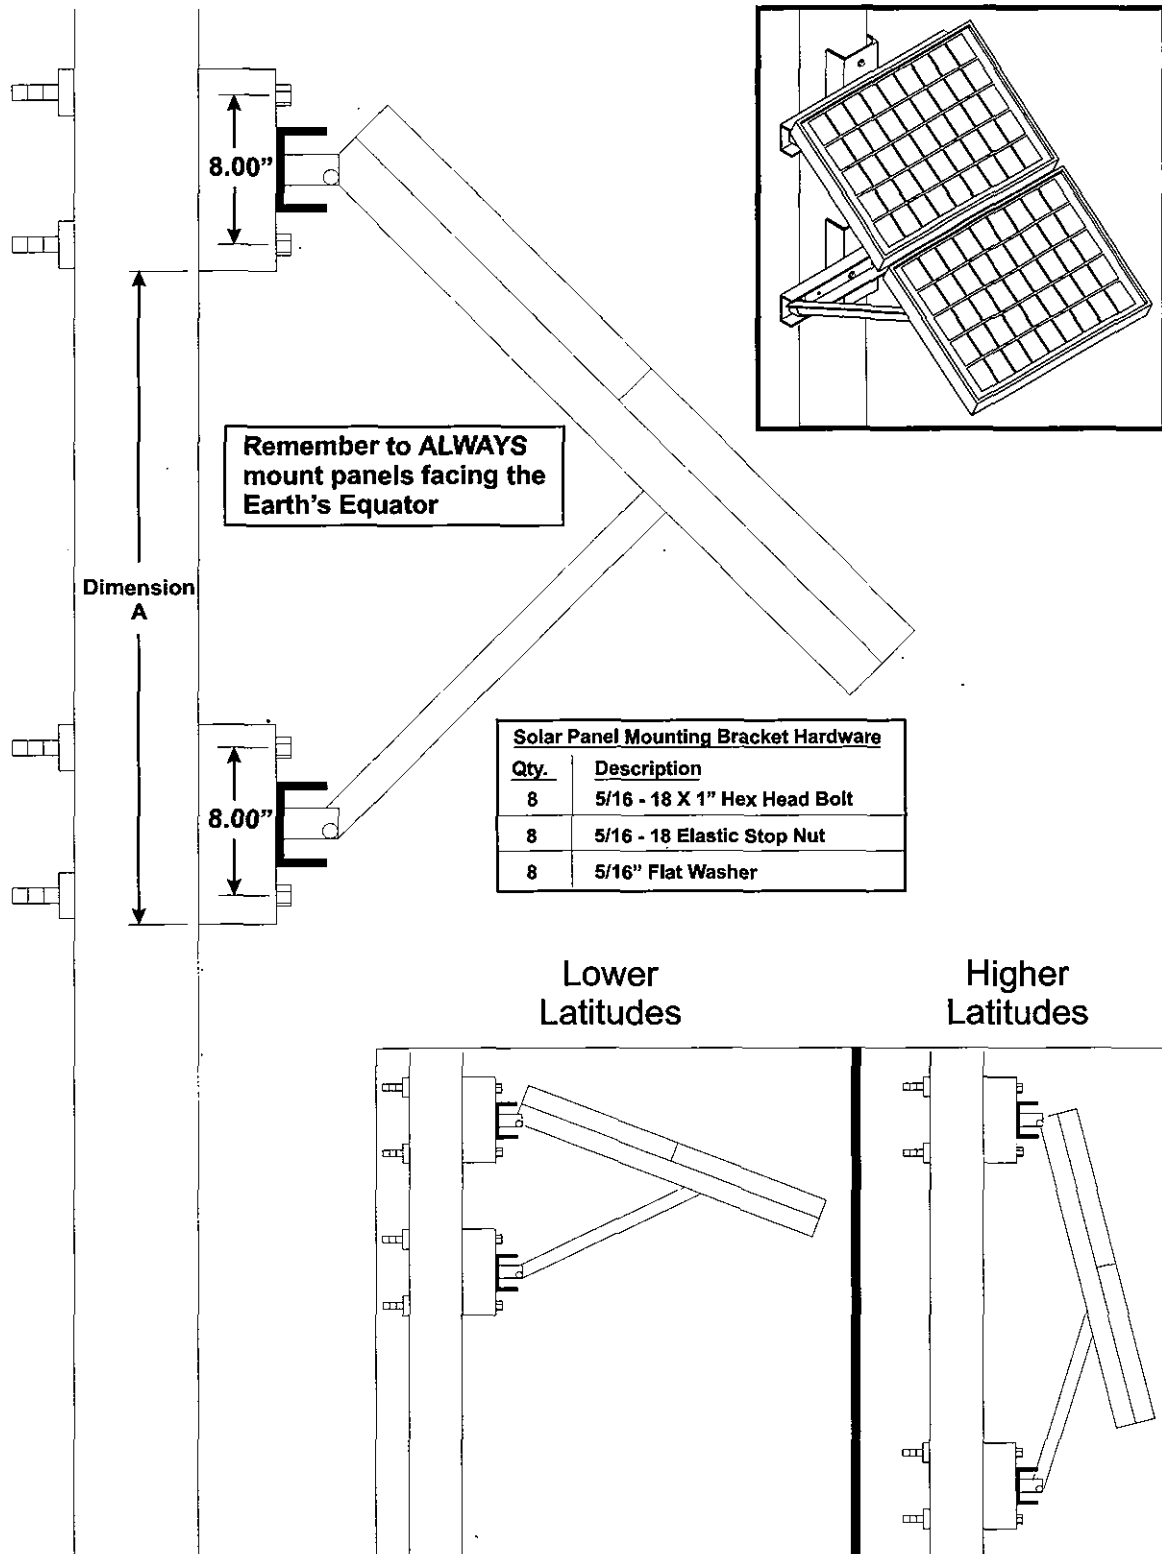 8.00”
Remember to ALWAYS
mount panels facing the
Earth’s Equator
Dimension
A
8.00”
Solar Panel Mounting Bracket Hardware
Qty. Description
8 5/16 - 18 X 1” Hex Head Bolt
8 5/16 - 18 Elastic Stop Nut
8 5/16” Flat Washer
Lower
Latitudes
Higher
Latitudes